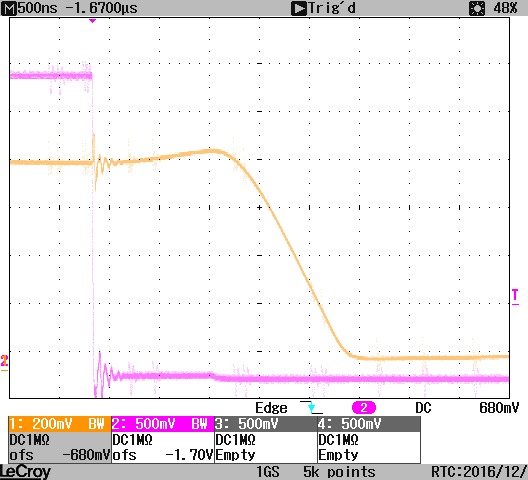 M 500ns -1.6700µs Trig'd 48%
T
2
Edge 2 DC 680mV
1: 200mV BW 2: 500mV BW 3: 500mV 4: 500mV
DC1MΩ DC1MΩ DC1MΩ DC1MΩ
ofs -680mV ofs -1.70V Empty Empty
LeCroy 1GS 5k points RTC:2016/12/